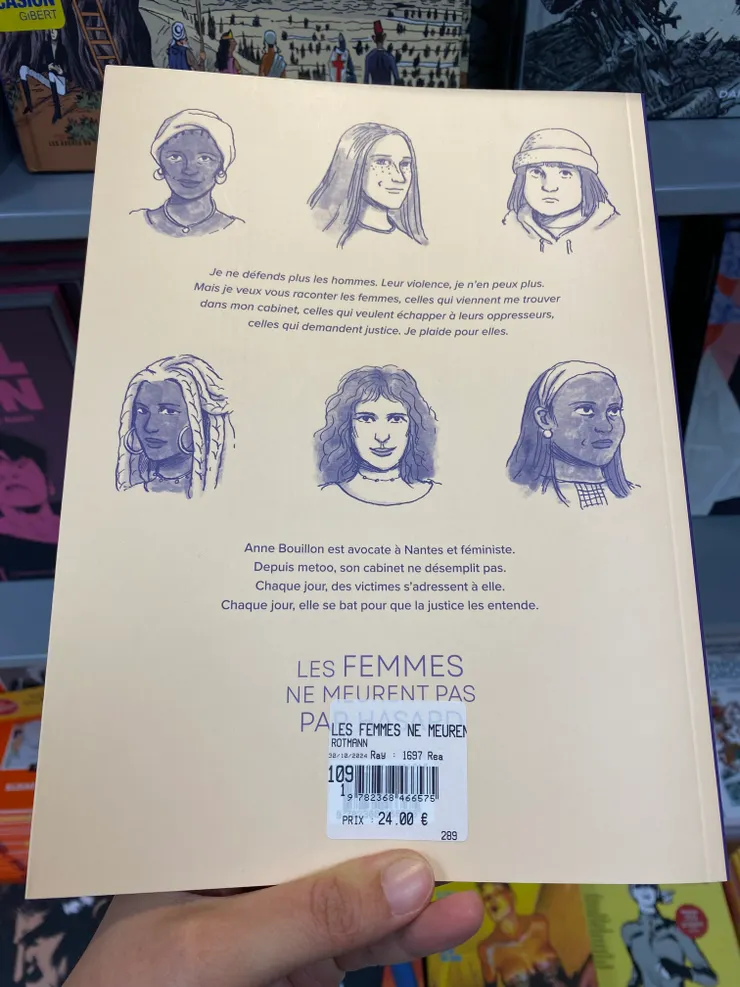 CASION
GIBERT
Je ne défends plus les hommes. Leur violence, je n'en peux plus.
Mais je veux vous raconter les femmes, celles qui viennent me trouver
dans mon cabinet, celles qui veulent échapper à leurs oppresseurs,
celles qui demandent justice. Je plaide pour elles.
Anne Bouillon est avocate à Nantes et féministe.
Depuis metoo, son cabinet ne désemplit pas.
Chaque jour, des victimes s'adressent à elle.
Chaque jour, elle se bat pour que la justice les entende.
LES FEMMES
NE MEURENT PAS
PAR HASARD
LES FEMMES NE MEUREN
ROTMANN
30/10/2024 Ray : 1697 Rea
109
1 9 782368 466575
PRIX : 24.00 €
289